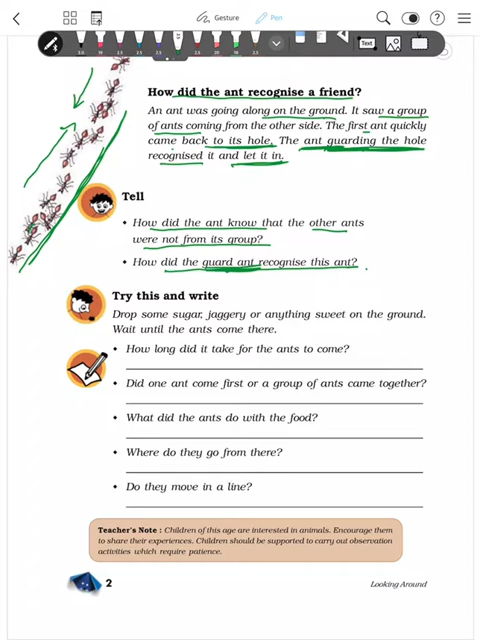 Gesture
Pen
Text
How did the ant recognise a friend?
An ant was going along on the ground. It saw a group
of ants coming from the other side. The first ant quickly
came back to its hole. The ant guarding the hole
recognised it and let it in.
Tell
• How did the ant know that the other ants
were not from its group?
• How did the guard ant recognise this ant?
Try this and write
Drop some sugar, jaggery or anything sweet on the ground.
Wait until the ants come there.
• How long did it take for the ants to come?
• Did one ant come first or a group of ants came together?
• What did the ants do with the food?
• Where do they go from there?
• Do they move in a line?
Teacher's Note : Children of this age are interested in animals. Encourage them
to share their experiences. Children should be supported to carry out observation
activities which require patience.
2
Looking Around